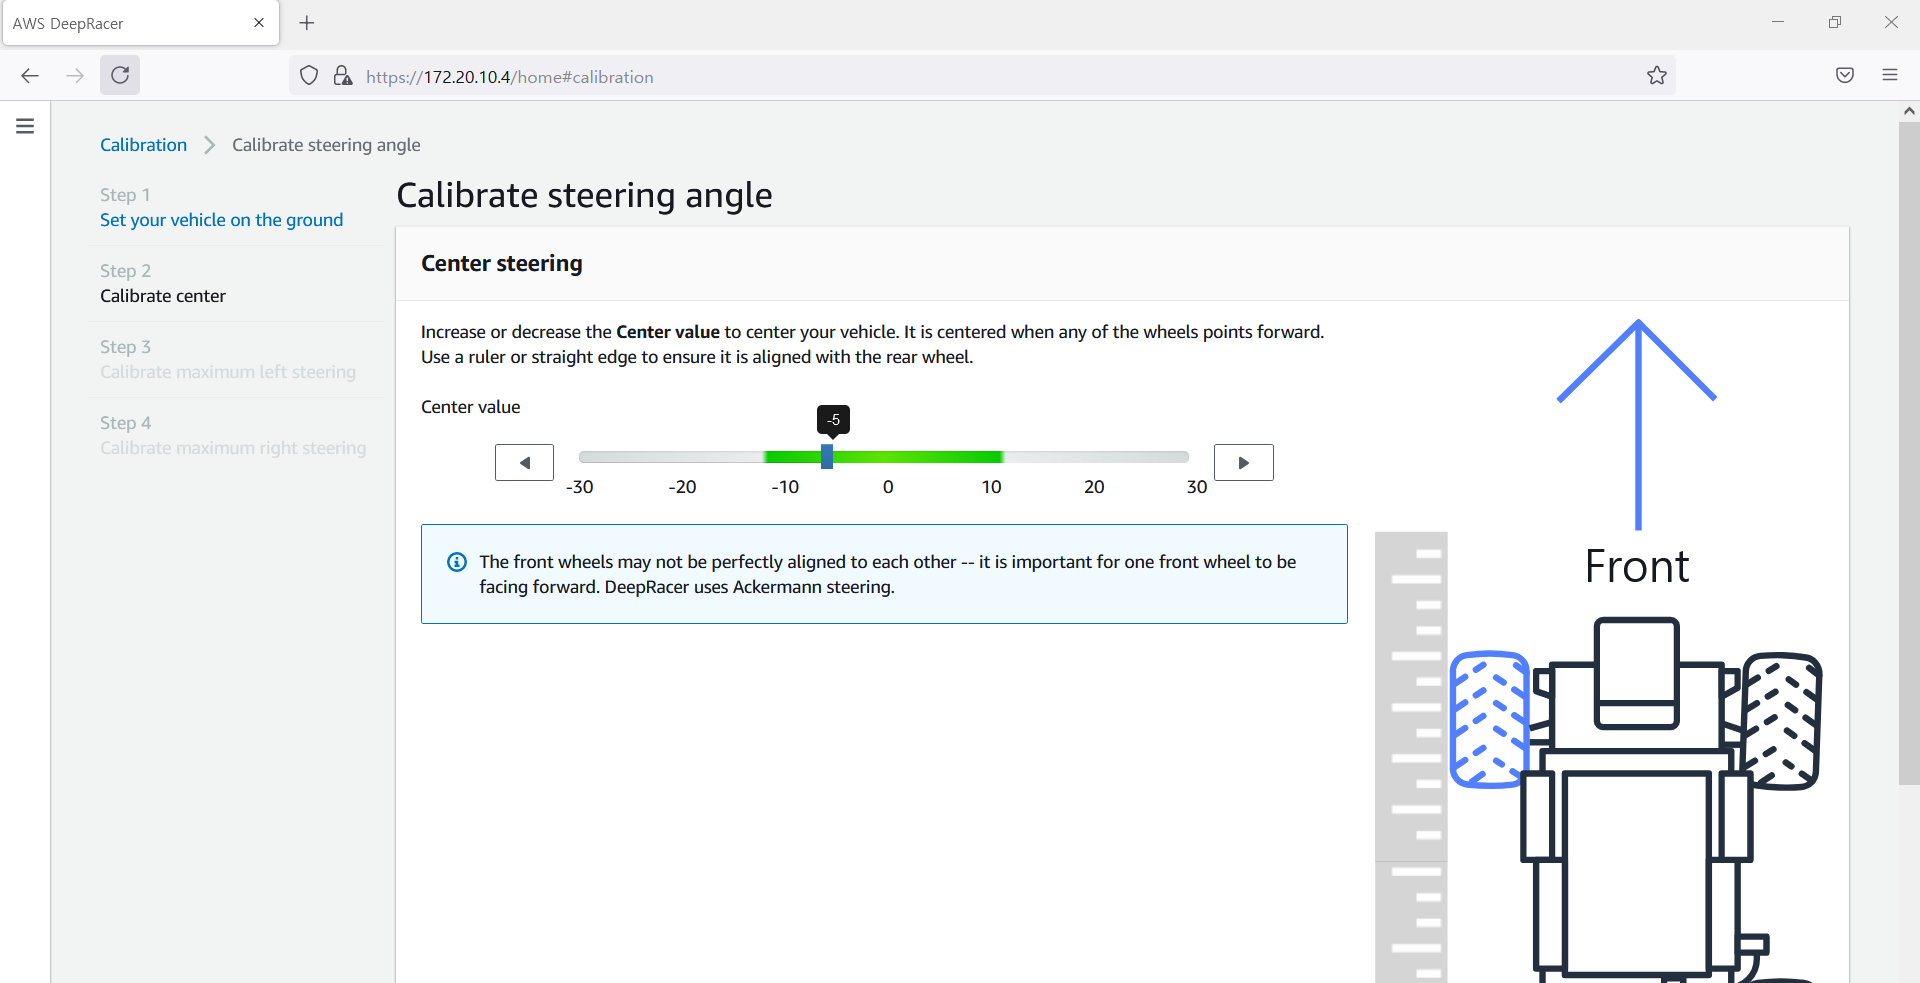 AWS DeepRacer
https://172.20.10.4/home#calibration
Calibration
Calibrate steering angle
Step 1
Set your vehicle on the ground
Step 2
Calibrate center
Step 3
Calibrate maximum left steering
Step 4
Calibrate maximum right steering
Calibrate steering angle
Center steering
Increase or decrease the Center value to center your vehicle. It is centered when any of the wheels points forward.
Use a ruler or straight edge to ensure it is aligned with the rear wheel.
Center value
-5
-30 -20 -10 0 10 20 30
The front wheels may not be perfectly aligned to each other -- it is important for one front wheel to be
facing forward. DeepRacer uses Ackermann steering.
Front